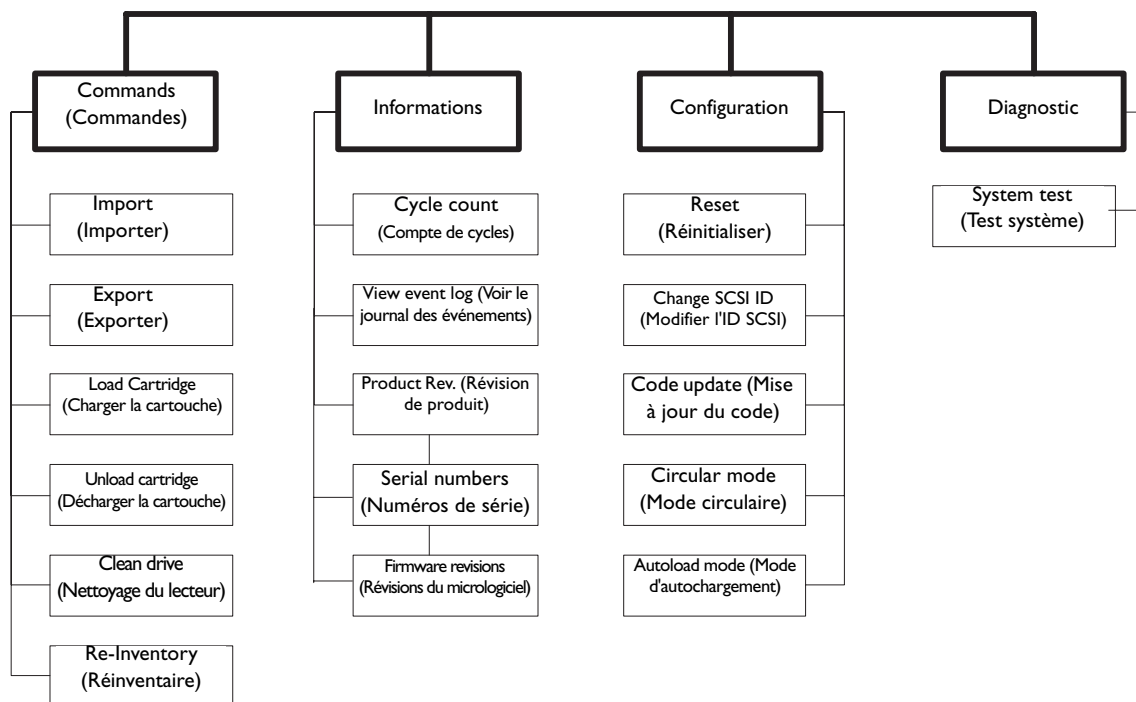 Commands
(Commandes)
Import
(Importer)
Export
(Exporter)
Load Cartridge
(Charger la cartouche)
Unload cartridge
(Décharger la cartouche)
Clean drive
(Nettoyage du lecteur)
Re-Inventory
(Réinventaire)
Informations
Cycle count
(Compte de cycles)
View event log (Voir le
journal des événements)
Product Rev. (Révision
de produit)
Serial numbers
(Numéros de série)
Firmware revisions
(Révisions du micrologiciel)
Configuration
Reset
(Réinitialiser)
Change SCSI ID
(Modifier l'ID SCSI)
Code update (Mise
à jour du code)
Circular mode
(Mode circulaire)
Autoload mode (Mode
d'autochargement)
Diagnostic
System test
(Test système)